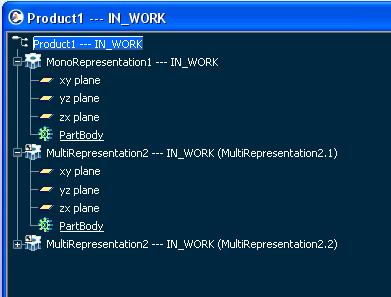 Product1 --- IN_WORK
Product1 --- IN_WORK
MonoRepresentation1 --- IN_WORK
xy plane
yz plane
zx plane
PartBody
MultiRepresentation2 --- IN_WORK (MultiRepresentation2.1)
xy plane
yz plane
zx plane
PartBody
MultiRepresentation2 --- IN_WORK (MultiRepresentation2.2)